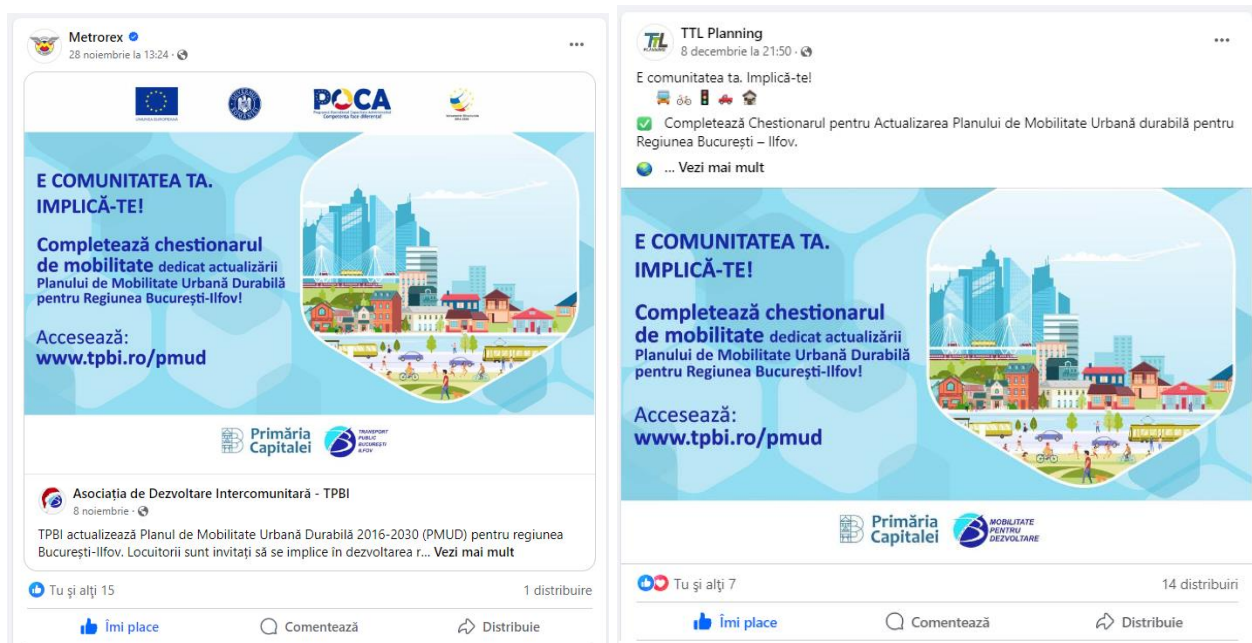 Metrorex
28 noiembrie la 13:24
UNIUNEA EUROPEANĂ
POCA
Competența face diferența!
E COMUNITATEA TA.
IMPLICĂ-TE!
Completează chestionarul
de mobilitate dedicat actualizării
Planului de Mobilitate Urbană Durabilă
pentru Regiunea București-Ilfov!
Accesează:
www.tpbi.ro/pmud
Primăria
Capitalei
TRANSPORT
PUBLIC
BUCUREȘTI
ILFOV
Asociația de Dezvoltare Intercomunitară - TPBI
8 noiembrie
TPBI actualizează Planul de Mobilitate Urbană Durabilă 2016-2030 (PMUD) pentru regiunea
București-Ilfov. Locuitorii sunt invitați să se implice în dezvoltarea r... Vezi mai mult
Tu și alți 15
1 distribuire
Îmi place
Comentează
Distribuie
TTL Planning
8 decembrie la 21:50
E comunitatea ta. Implică-te!
Completează Chestionarul pentru Actualizarea Planului de Mobilitate Urbană durabilă pentru
Regiunea București – Ilfov.
... Vezi mai mult
E COMUNITATEA TA.
IMPLICĂ-TE!
Completează chestionarul
de mobilitate dedicat actualizării
Planului de Mobilitate Urbană Durabilă
pentru Regiunea București-Ilfov!
Accesează:
www.tpbi.ro/pmud
Primăria
Capitalei
MOBILITATE
PENTRU
DEZVOLTARE
Tu și alți 7
14 distribuiri
Îmi place
Comentează
Distribuie